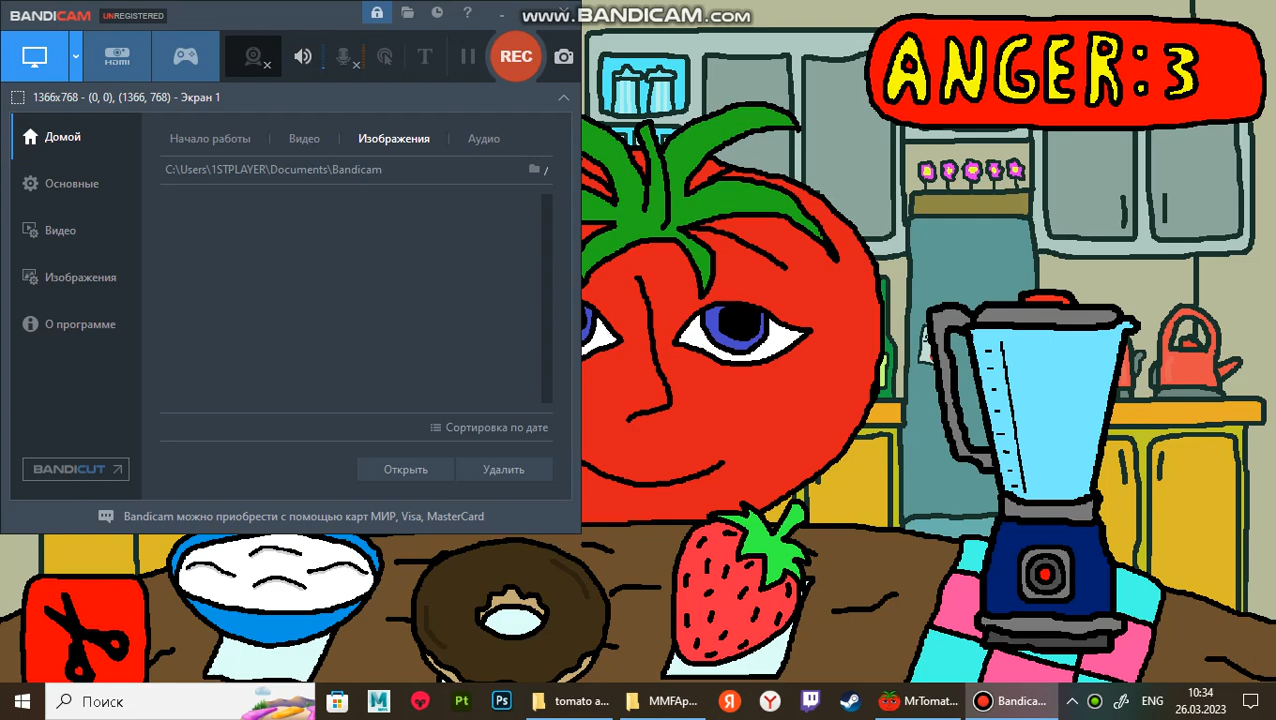 BANDICAM UNREGISTERED
www.BANDICAM.com
HDMI
T
REC
1366x768 - (0, 0), (1366, 768) - Экран 1
ANGER:3
Домой
Основные
Видео
Изображения
О программе
Начало работы
Видео
Изображения
Аудио
C:\Users\1STPLAYER\Documents\Bandicam
/
Сортировка по дате
BANDICUT
Открыть
Удалить
Bandicam можно приобрести с помощью карт МИР, Visa, MasterCard
Поиск
M
Pt
Ps
tomato a...
MMFAp...
Я
Y
MrTomat...
Bandica...
ENG
10:34
26.03.2023